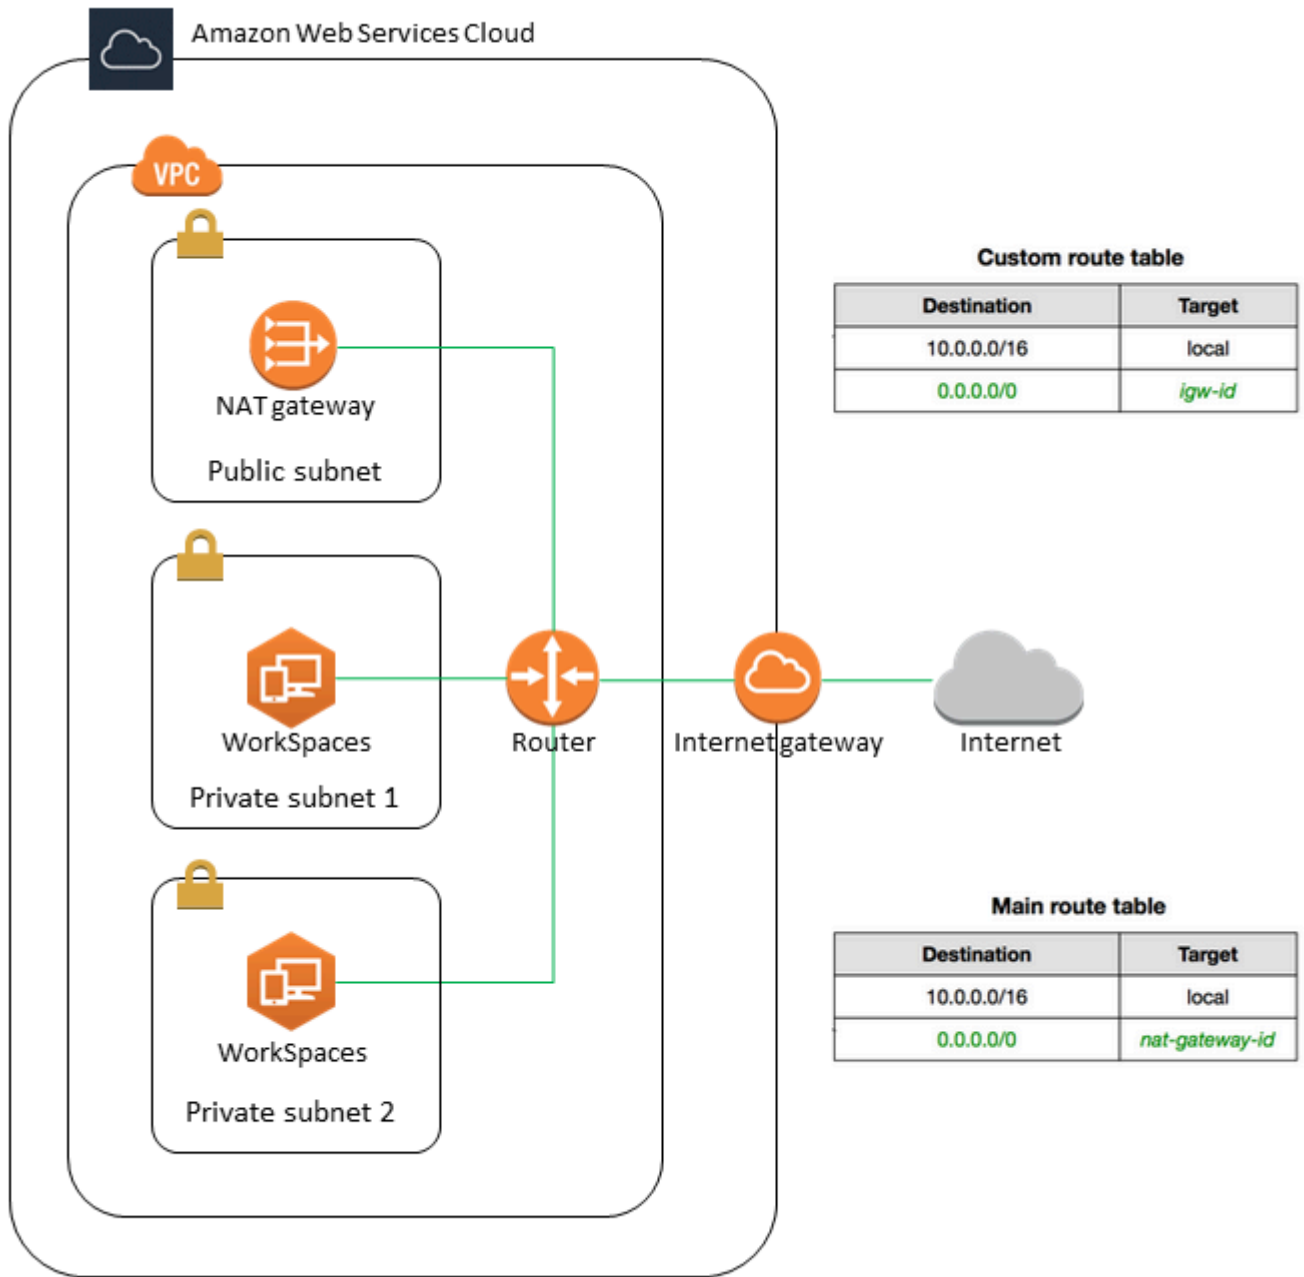 Amazon Web Services Cloud
VPC
NAT gateway
Public subnet
WorkSpaces
Private subnet 1
WorkSpaces
Private subnet 2
Router
Internet gateway
Internet
Custom route table
Destination Target
10.0.0.0/16 local
0.0.0.0/0 igw-id
Main route table
Destination Target
10.0.0.0/16 local
0.0.0.0/0 nat-gateway-id